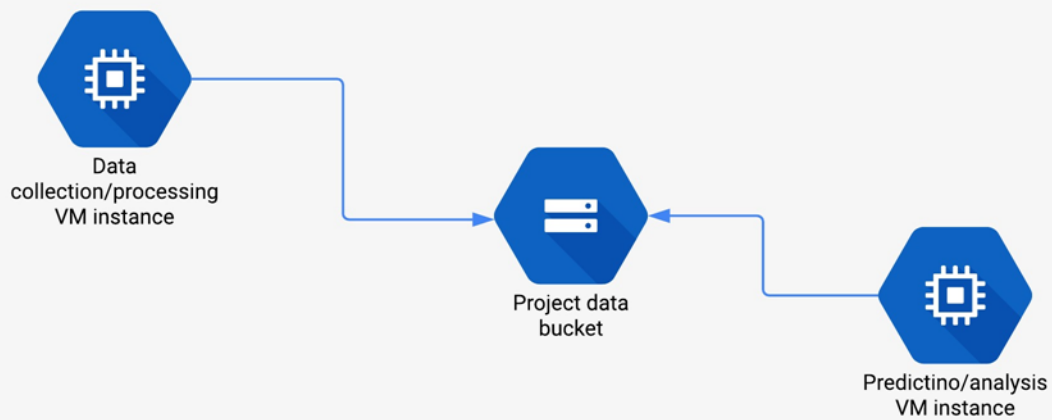 Data
collection/processing
VM instance
Project data
bucket
Predictino/analysis
VM instance